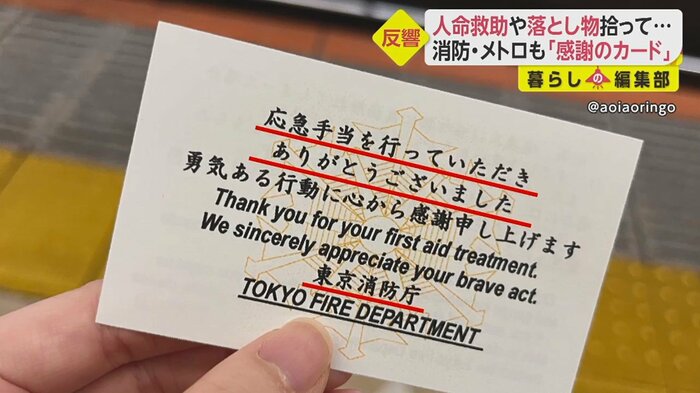 反響
人命救助や落とし物拾って…
消防・メトロも「感謝のカード」
暮らしの編集部
@aoiaoringo
応急手当を行っていただき
ありがとうございました
勇気ある行動に心から感謝申し上げます
Thank you for your first aid treatment.
We sincerely appreciate your brave act.
東京消防庁
TOKYO FIRE DEPARTMENT